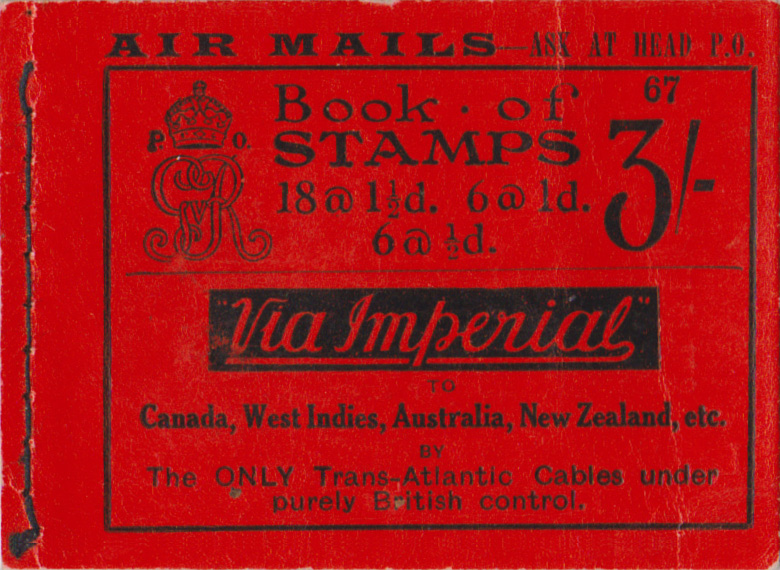 AIR MAILS—ASK AT HEAD P.O.
67
P. O.
GVR
Book · of
STAMPS
3/-
18 @ 1½d. 6 @ 1d.
6 @ ½d.
"Via Imperial"
TO
Canada, West Indies, Australia, New Zealand, etc.
BY
The ONLY Trans-Atlantic Cables under
purely British control.